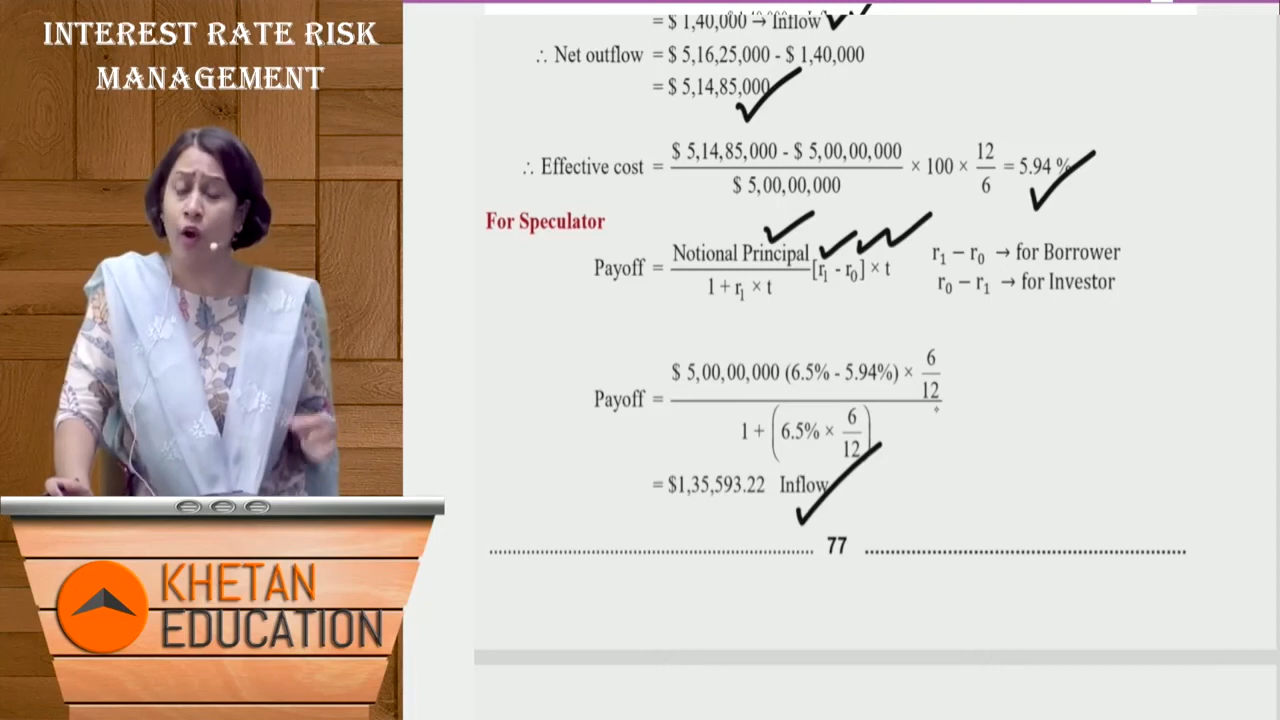 INTEREST RATE RISK
MANAGEMENT
= $ 1,40,000 → Inflow
∴ Net outflow = $ 5,16,25,000 - $ 1,40,000
= $ 5,14,85,000
∴ Effective cost = $ 5,14,85,000 - $ 5,00,00,000 / $ 5,00,00,000 × 100 × 12/6 = 5.94 %
For Speculator
Payoff = Notional Principal / 1 + r₁ × t [r₁ - r₀] × t
r₁ – r₀ → for Borrower
r₀ – r₁ → for Investor
Payoff = $ 5,00,00,000 (6.5% - 5.94%) × 6/12 / 1 + (6.5% × 6/12)
= $1,35,593.22 Inflow
77
KHETAN
EDUCATION